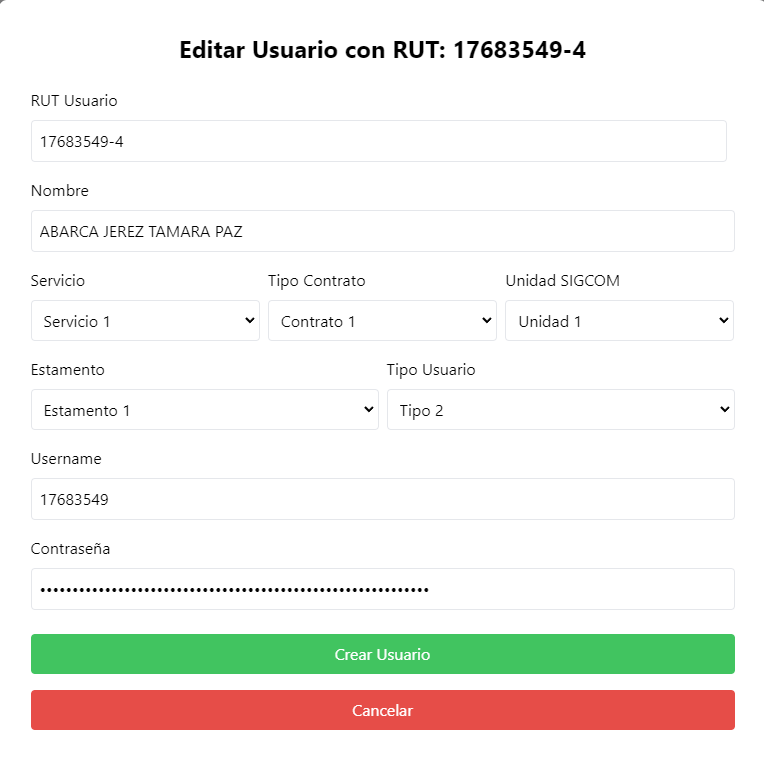 Editar Usuario con RUT: 17683549-4
RUT Usuario
17683549-4
Nombre
ABARCA JEREZ TAMARA PAZ
Servicio Tipo Contrato Unidad SIGCOM
Servicio 1 Contrato 1 Unidad 1
Estamento Tipo Usuario
Estamento 1 Tipo 2
Username
17683549
Contraseña
••••••••••••••••••••••••••••••••••••••••••••••••••••••••••••
Crear Usuario
Cancelar